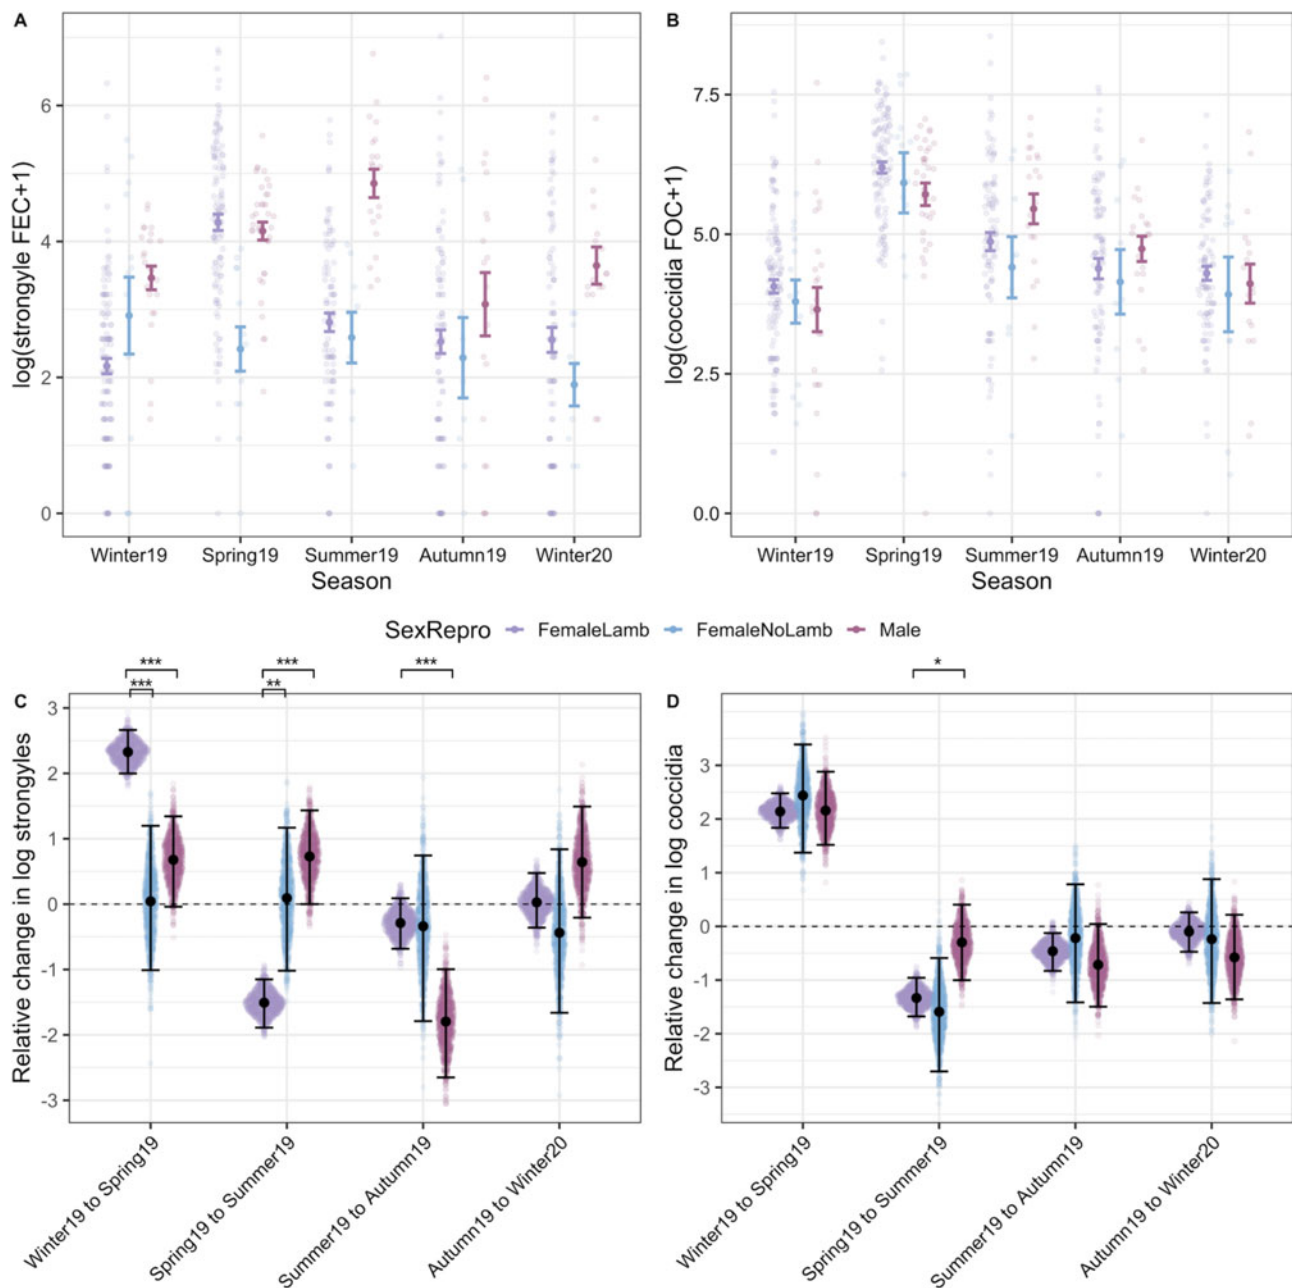 A
log(strongyle FEC+1)
6
4
2
0
Winter19 Spring19 Summer19 Autumn19 Winter20
Season
B
log(coccidia FOC+1)
7.5
5.0
2.5
0.0
Winter19 Spring19 Summer19 Autumn19 Winter20
Season
SexRepro FemaleLamb FemaleNoLamb Male
C
*** *** ***
*** **
Relative change in log strongyles
3
2
1
0
-1
-2
-3
Winter19 to Spring19
Spring19 to Summer19
Summer19 to Autumn19
Autumn19 to Winter20
D
*
Relative change in log coccidia
3
2
1
0
-1
-2
-3
Winter19 to Spring19
Spring19 to Summer19
Summer19 to Autumn19
Autumn19 to Winter20